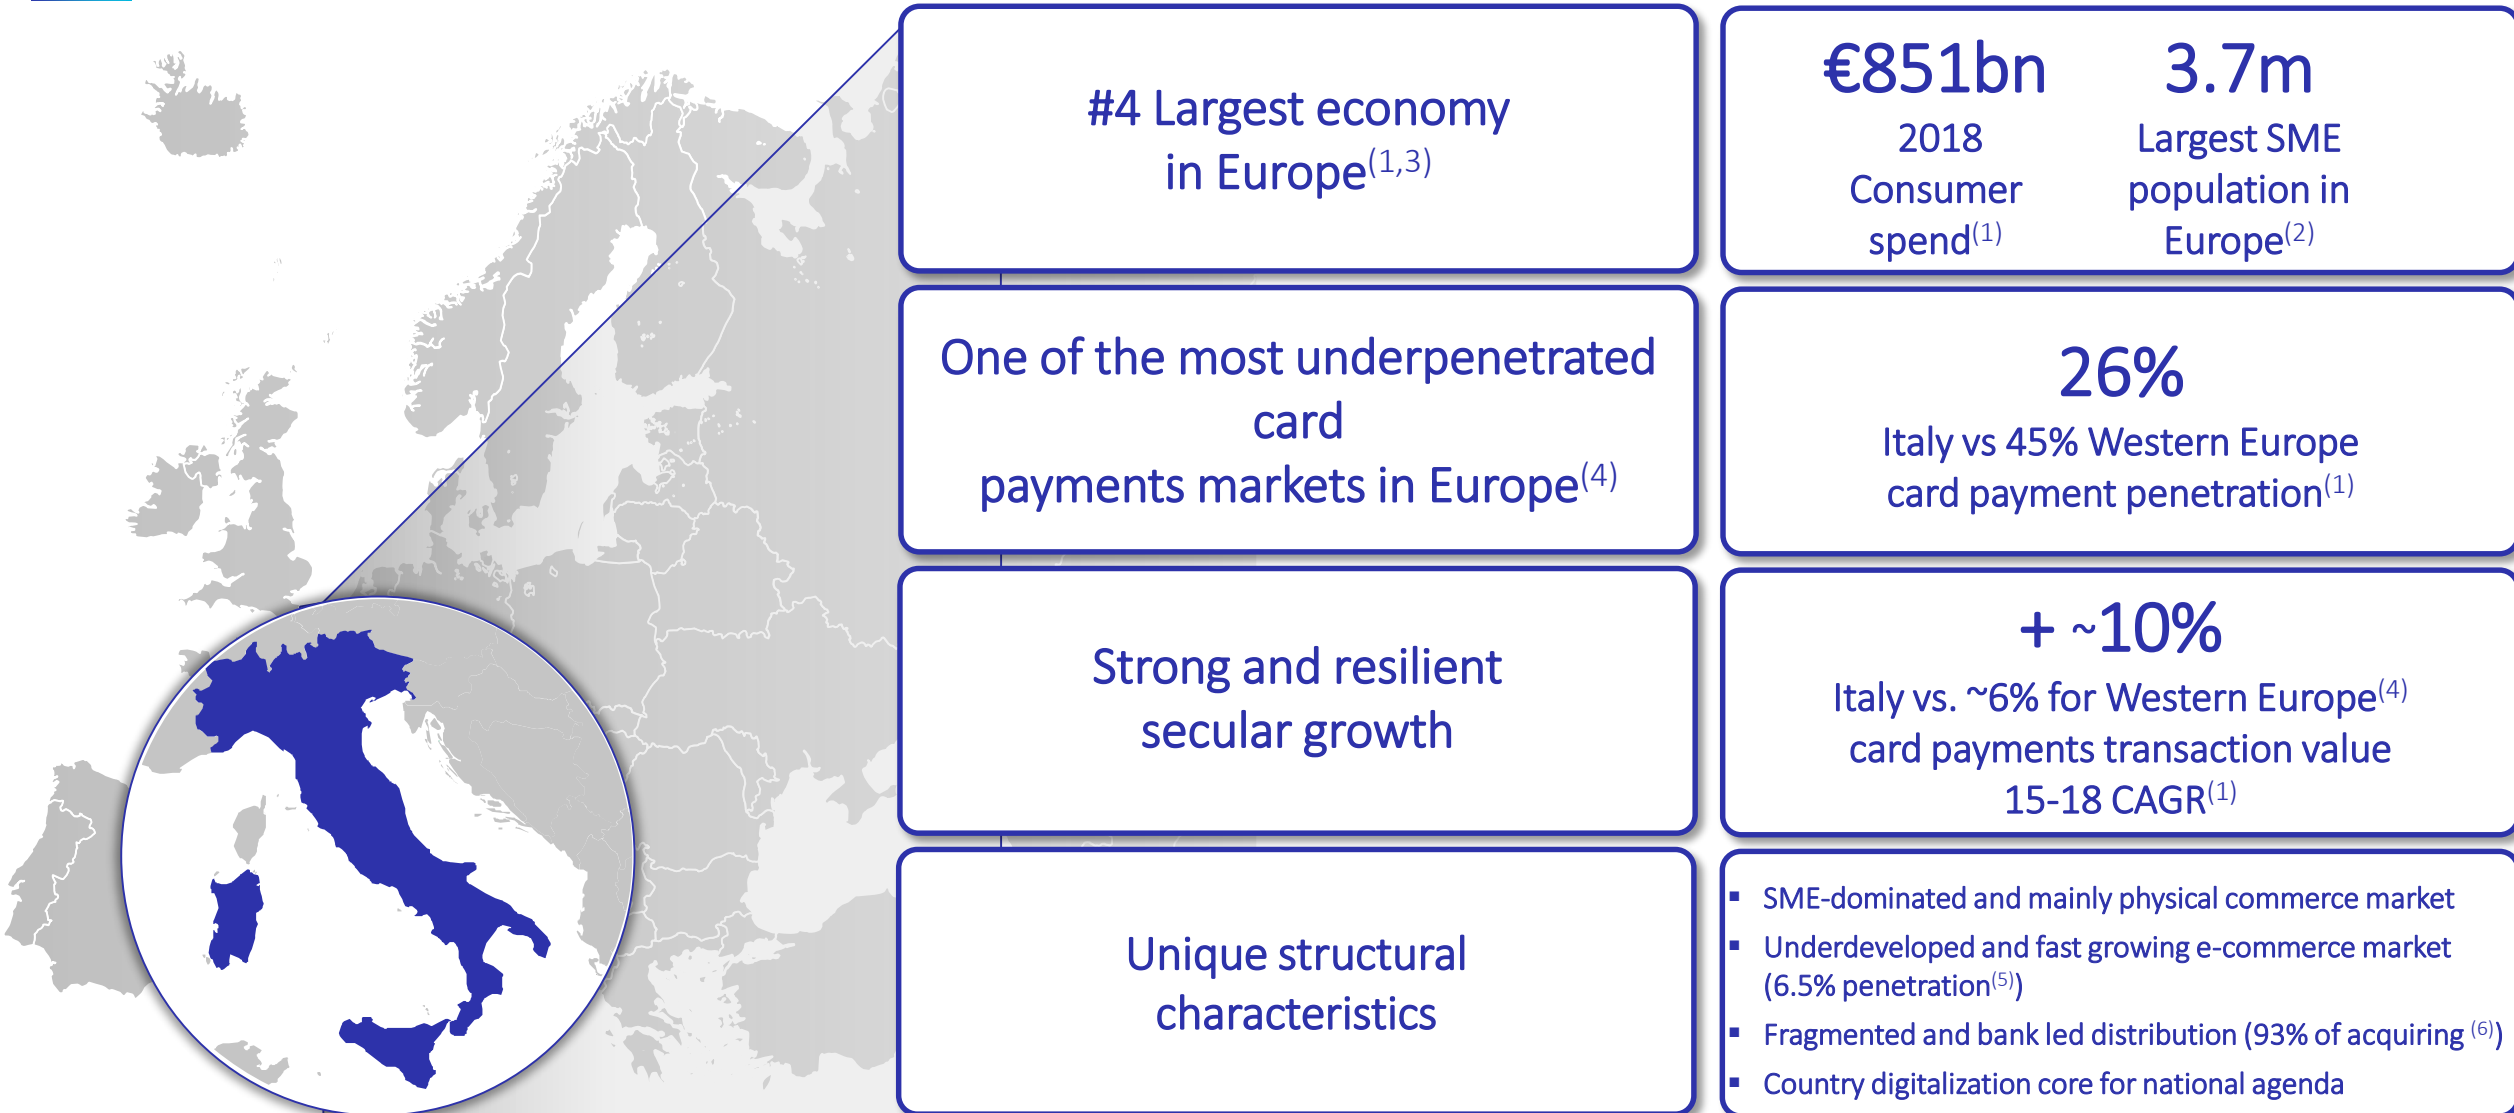 #4 Largest economy
in Europe(1,3)
€851bn
2018
Consumer
spend(1)
3.7m
Largest SME
population in
Europe(2)
One of the most underpenetrated
card
payments markets in Europe(4)
26%
Italy vs 45% Western Europe
card payment penetration(1)
Strong and resilient
secular growth
+ ~10%
Italy vs. ~6% for Western Europe(4)
card payments transaction value
15-18 CAGR(1)
Unique structural
characteristics
▪ SME-dominated and mainly physical commerce market
▪ Underdeveloped and fast growing e-commerce market
(6.5% penetration(5))
▪ Fragmented and bank led distribution (93% of acquiring (6))
▪ Country digitalization core for national agenda